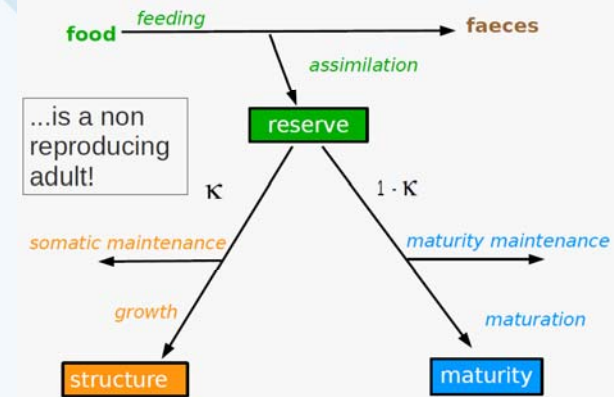 feeding
food
faeces
assimilation
...is a non
reproducing
adult!
reserve
κ
1 - κ
somatic maintenance
maturity maintenance
growth
maturation
structure
maturity